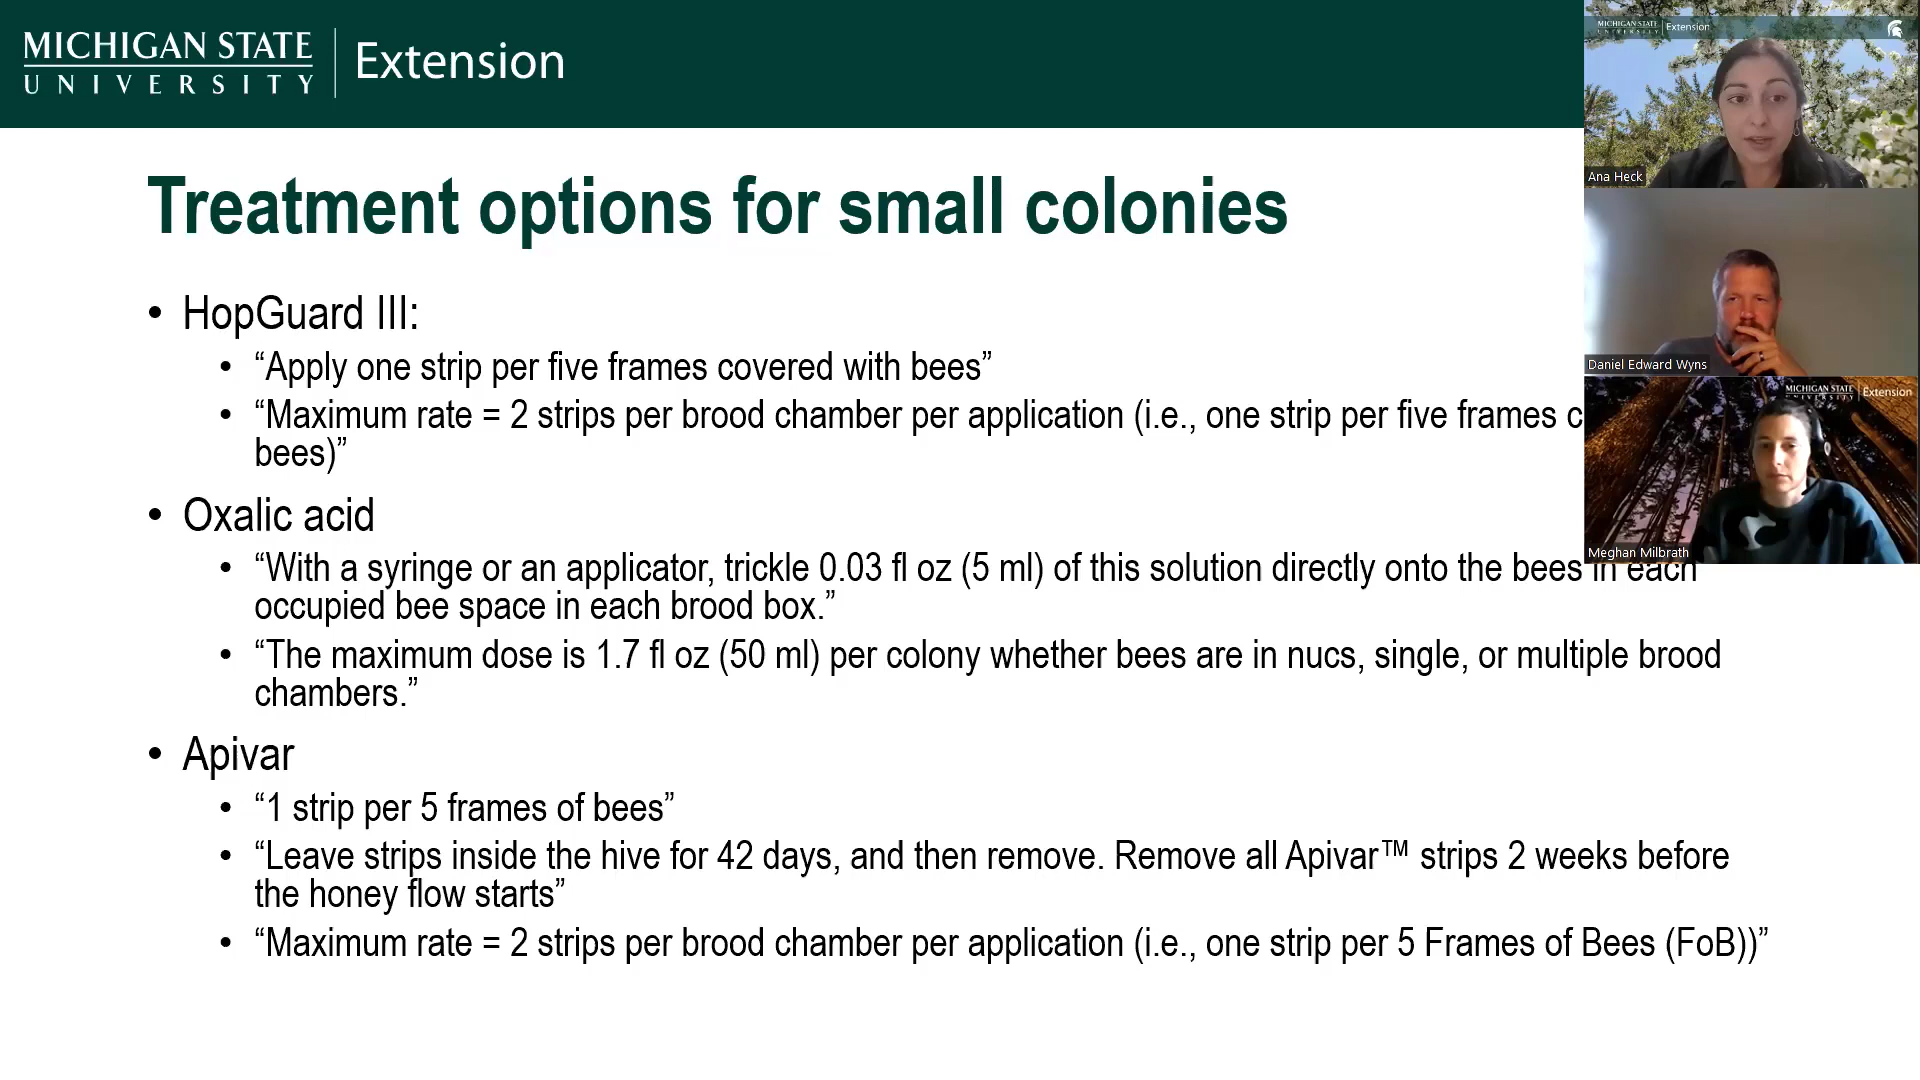 MICHIGAN STATE
UNIVERSITY
Extension
Treatment options for small colonies
• HopGuard III:
• “Apply one strip per five frames covered with bees”
• “Maximum rate = 2 strips per brood chamber per application (i.e., one strip per five frames c
bees)”
• Oxalic acid
• “With a syringe or an applicator, trickle 0.03 fl oz (5 ml) of this solution directly onto the bees in each
occupied bee space in each brood box.”
• “The maximum dose is 1.7 fl oz (50 ml) per colony whether bees are in nucs, single, or multiple brood
chambers.”
• Apivar
• “1 strip per 5 frames of bees”
• “Leave strips inside the hive for 42 days, and then remove. Remove all Apivar™ strips 2 weeks before
the honey flow starts”
• “Maximum rate = 2 strips per brood chamber per application (i.e., one strip per 5 Frames of Bees (FoB))”
MICHIGAN STATE
UNIVERSITY
Extension
Ana Heck
Daniel Edward Wyns
MICHIGAN STATE
UNIVERSITY
Extension
Meghan Milbrath